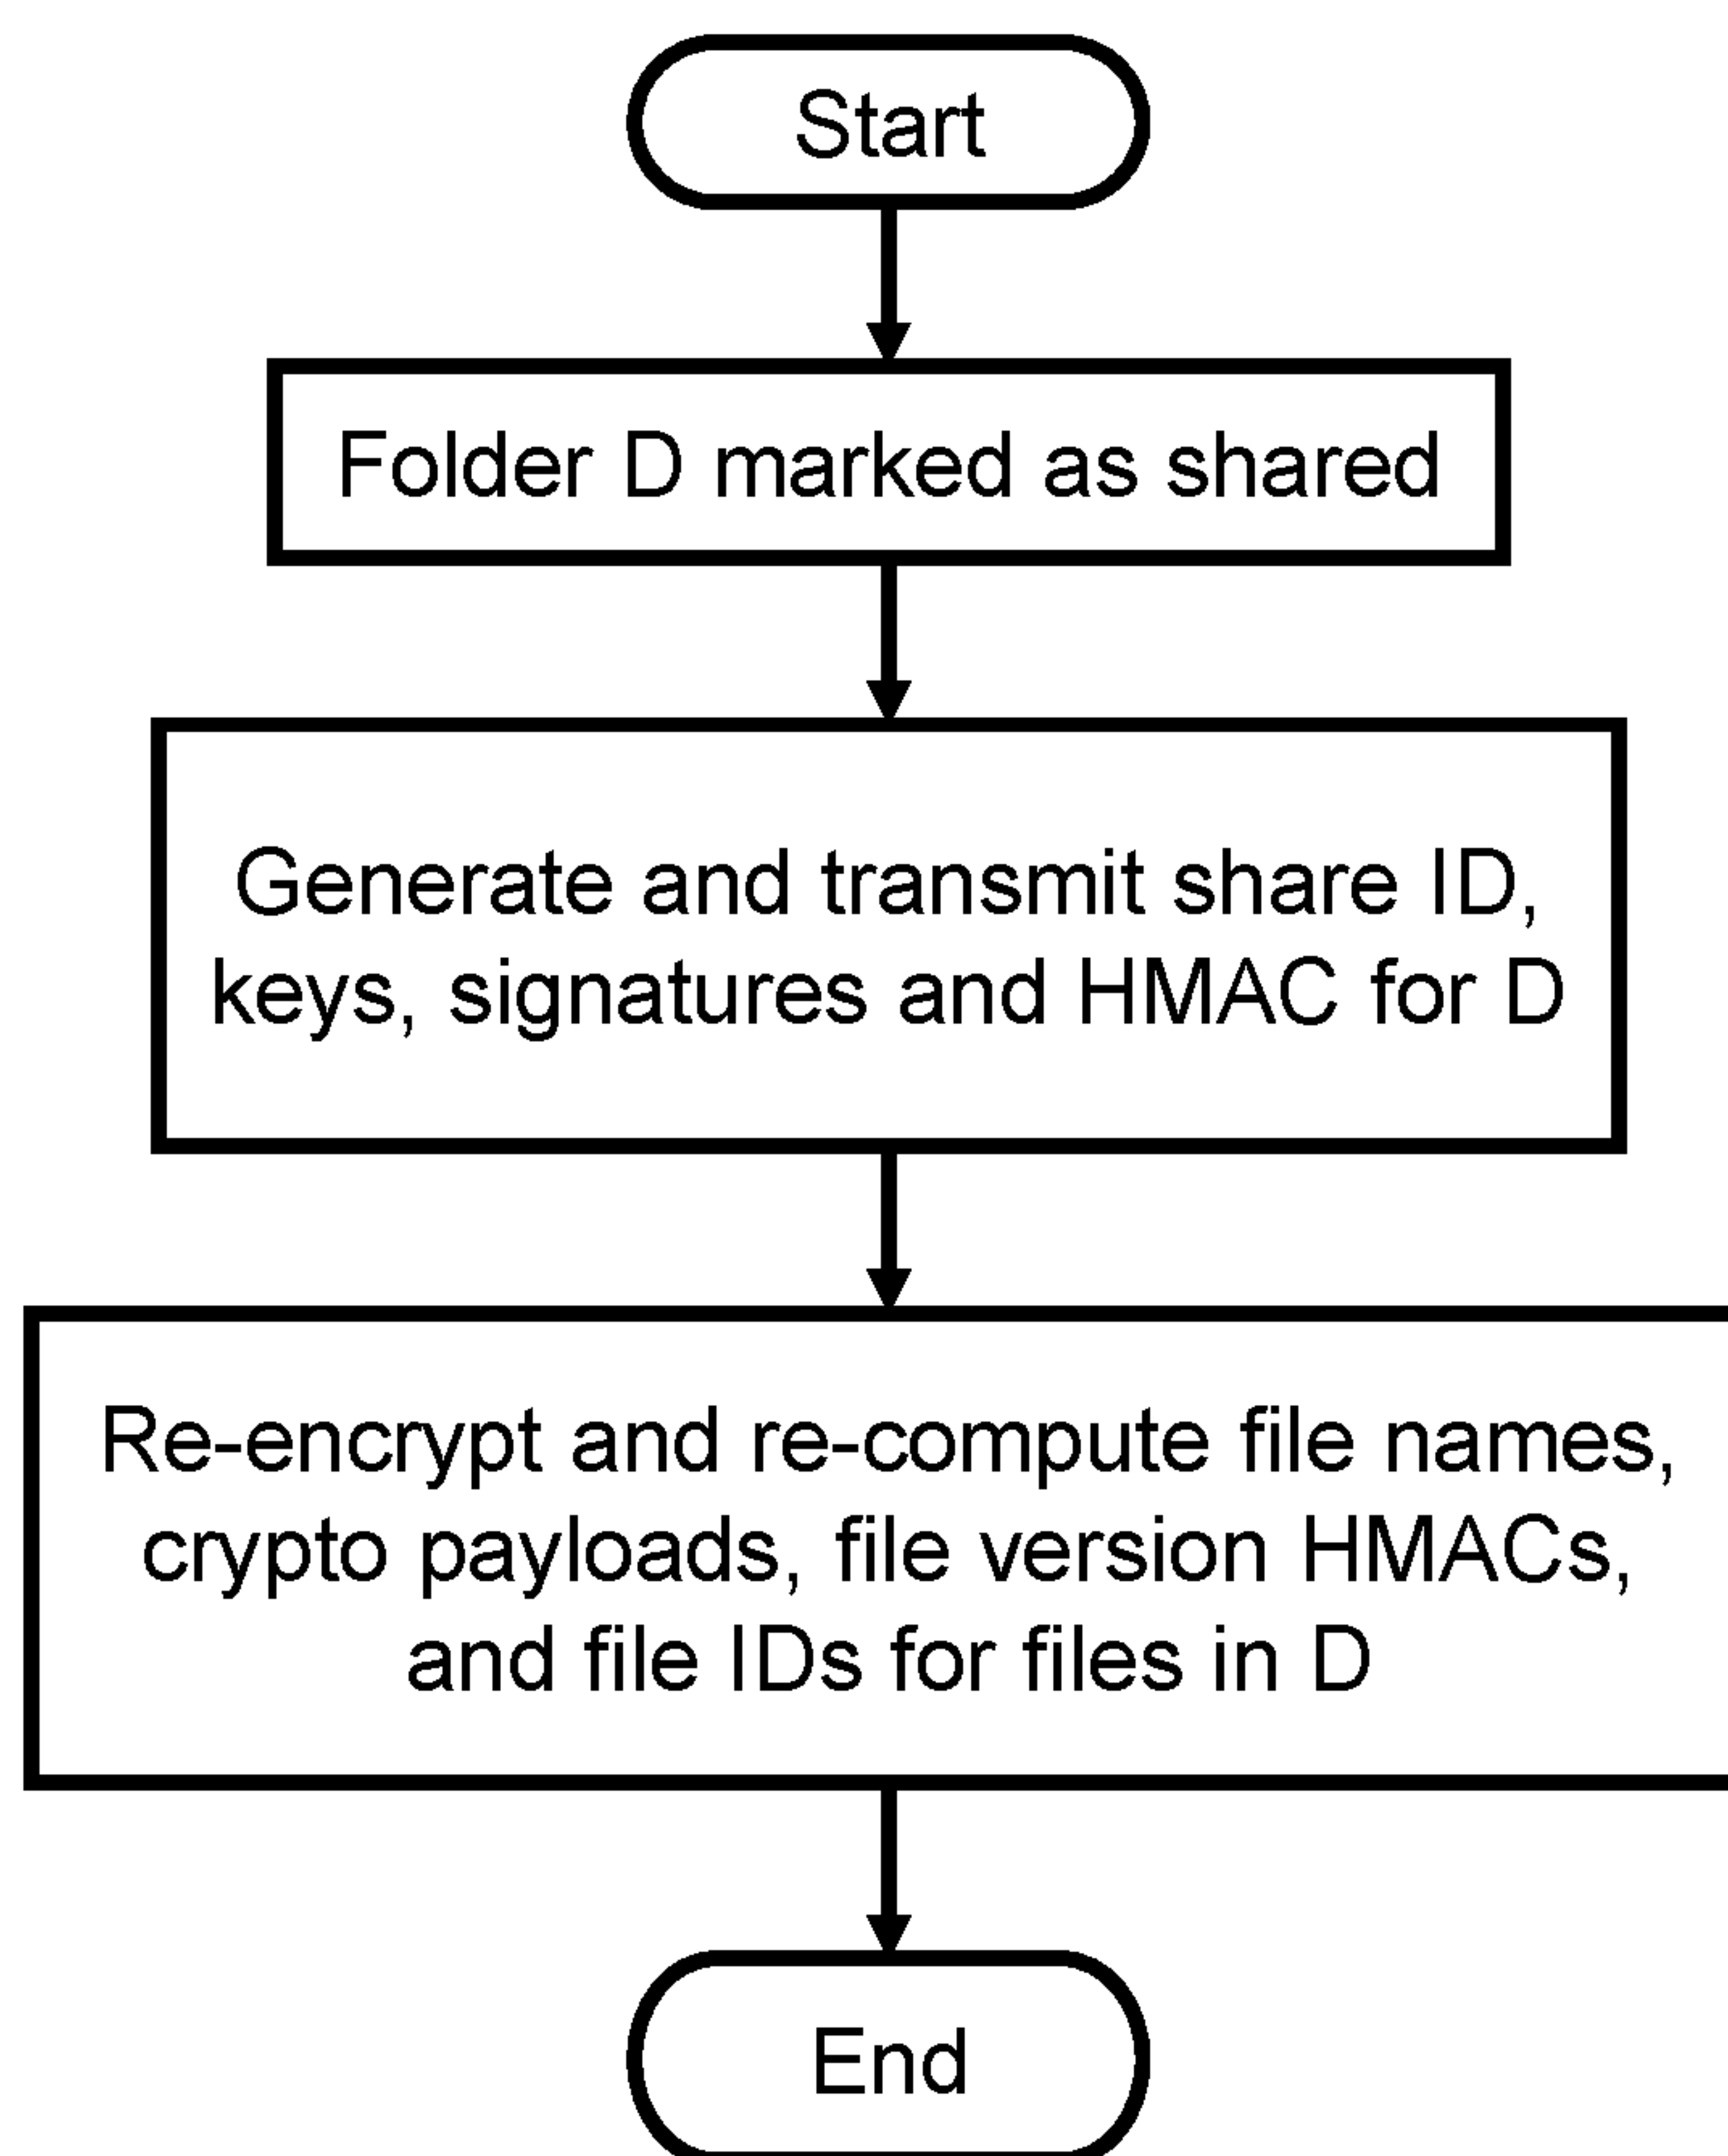 Start
Folder D marked as shared
Generate and transmit share ID,
keys, signatures and HMAC for D
Re-encrypt and re-compute file names,
crypto payloads, file version HMACs,
and file IDs for files in D
End